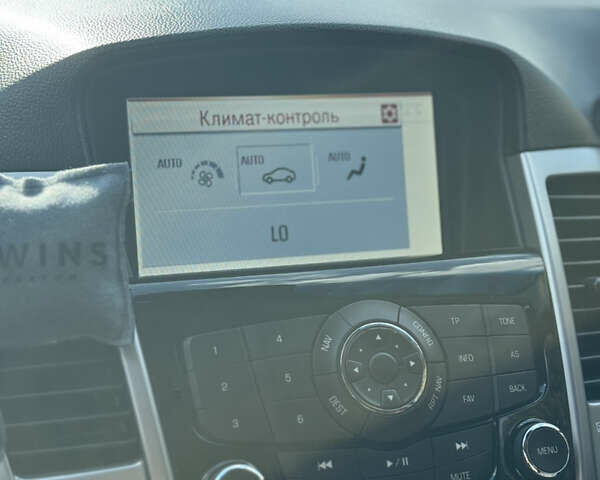 Климат-контроль
AUTO
AUTO
AUTO
LO
WINS
1
4
2
5
3
6
NAV
DEST
CONFIG
RPT NAV
TP
TONE
INFO
AS
FAV
BACK
MUTE
MENU